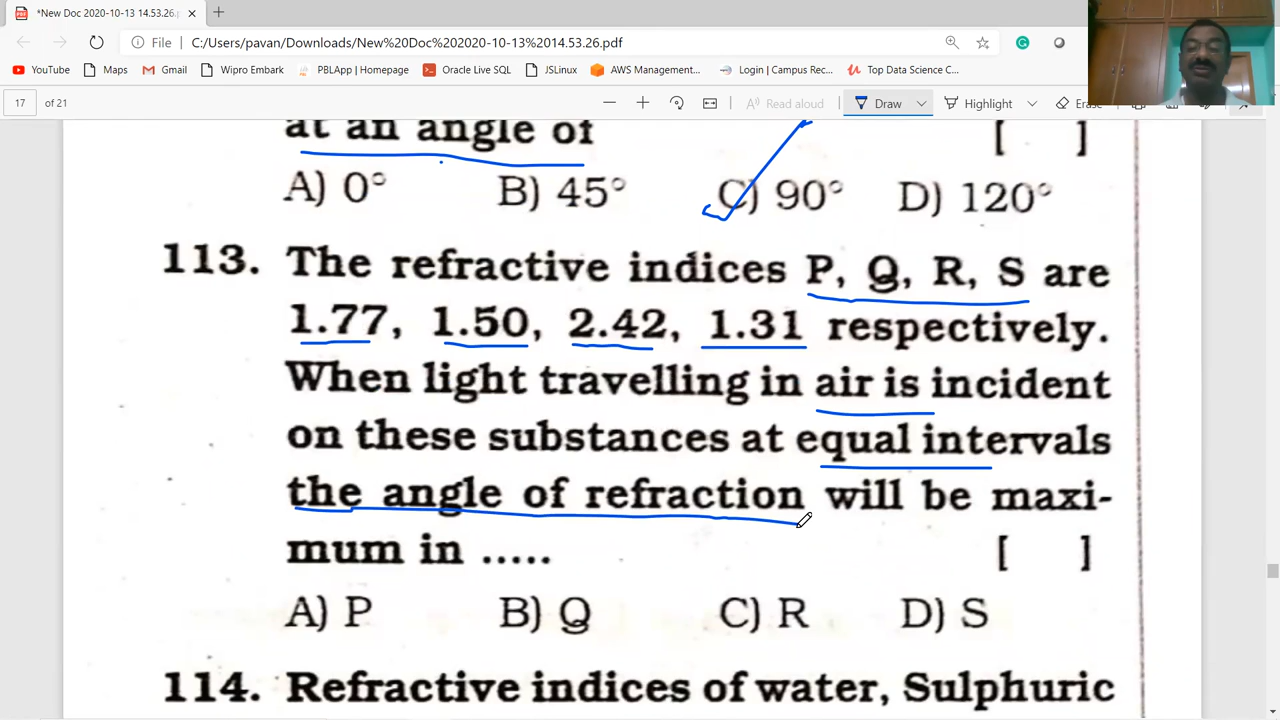 *New Doc 2020-10-13 14.53.26.pdf
File C:/Users/pavan/Downloads/New%20Doc%202020-10-13%2014.53.26.pdf
YouTube Maps Gmail Wipro Embark PBLApp | Homepage Oracle Live SQL JSLinux AWS Management... Login | Campus Rec... Top Data Science C...
17 of 21 Read aloud Draw Highlight Erase
at an angle of [ ]
A) 0° B) 45° C) 90° D) 120°
113. The refractive indices P, Q, R, S are
1.77, 1.50, 2.42, 1.31 respectively.
When light travelling in air is incident
on these substances at equal intervals
the angle of refraction will be maxi-
mum in ..... [ ]
A) P B) Q C) R D) S
114. Refractive indices of water, Sulphuric